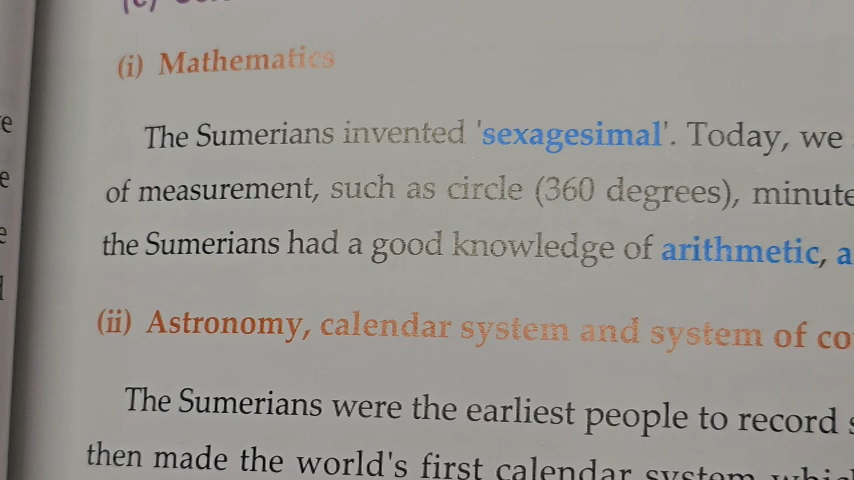 (i) Mathematics
The Sumerians invented 'sexagesimal'. Today, we
of measurement, such as circle (360 degrees), minute
the Sumerians had a good knowledge of arithmetic, a
(ii) Astronomy, calendar system and system of co
The Sumerians were the earliest people to record s
then made the world's first calendar system